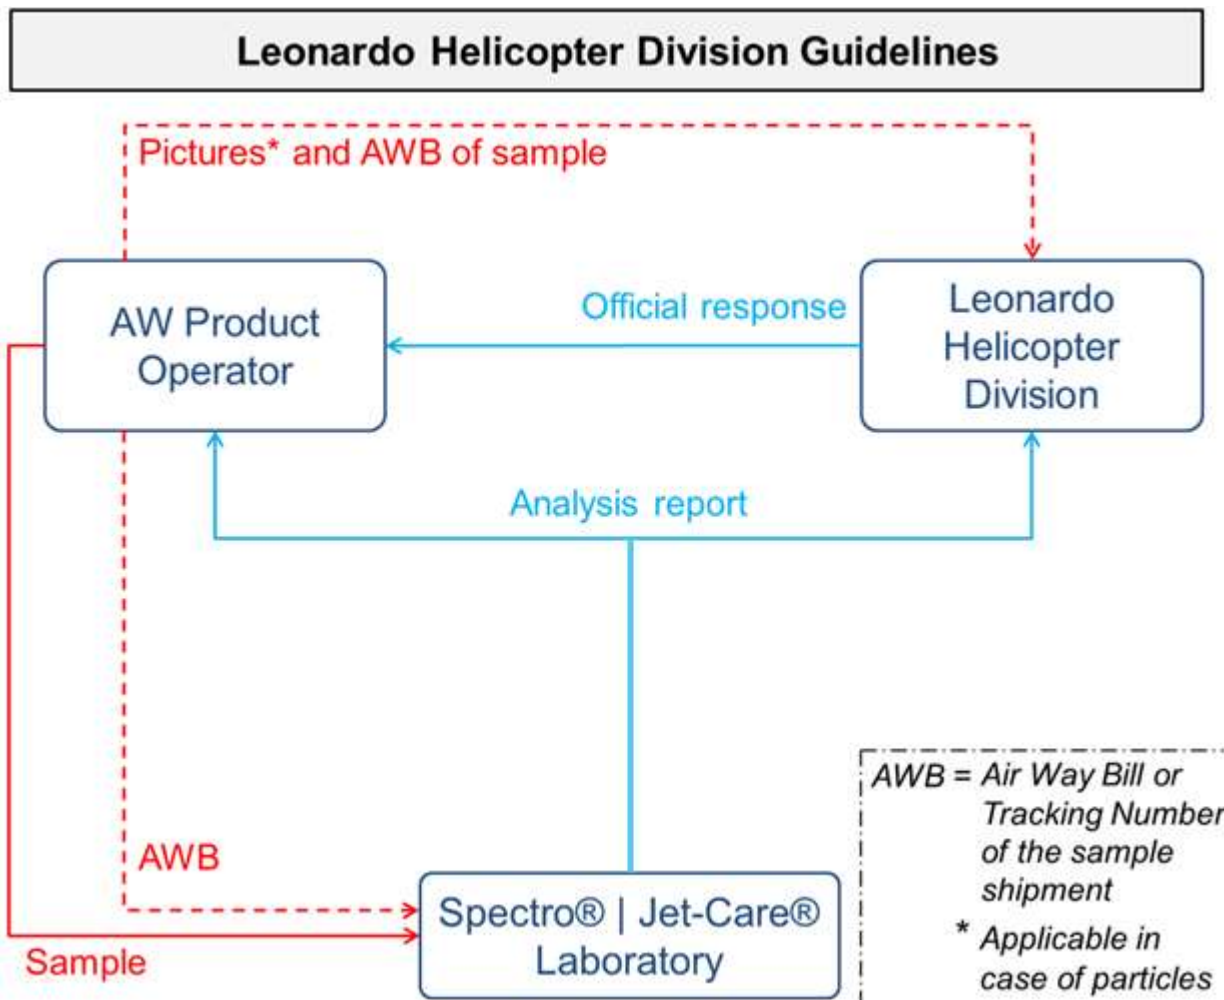 Leonardo Helicopter Division Guidelines
Pictures* and AWB of sample
AW Product
Operator
Official response
Leonardo
Helicopter
Division
Analysis report
AWB
Sample
Spectro® | Jet-Care®
Laboratory
AWB = Air Way Bill or
Tracking Number
of the sample
shipment
* Applicable in
case of particles